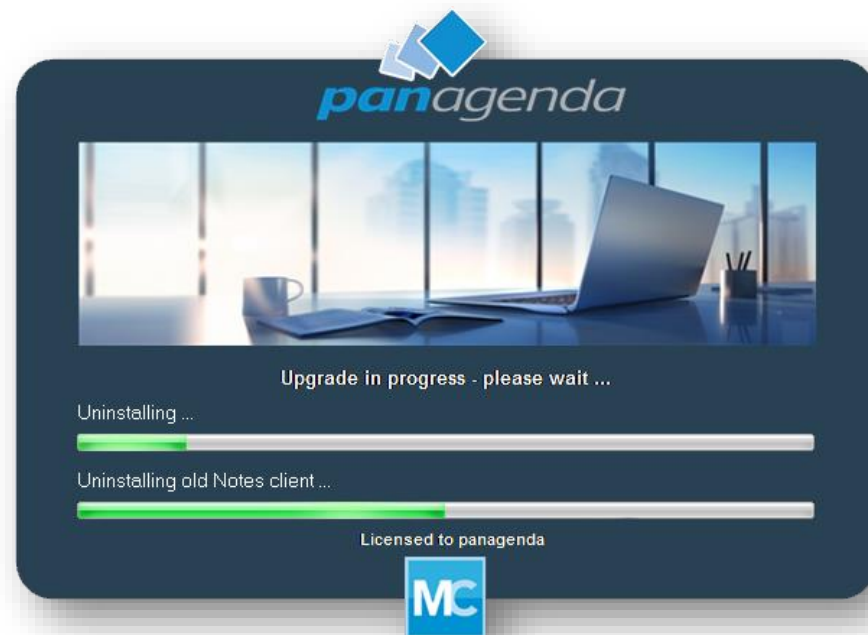 panagenda
Upgrade in progress - please wait ...
Uninstalling ...
Uninstalling old Notes client ...
Licensed to panagenda
MC